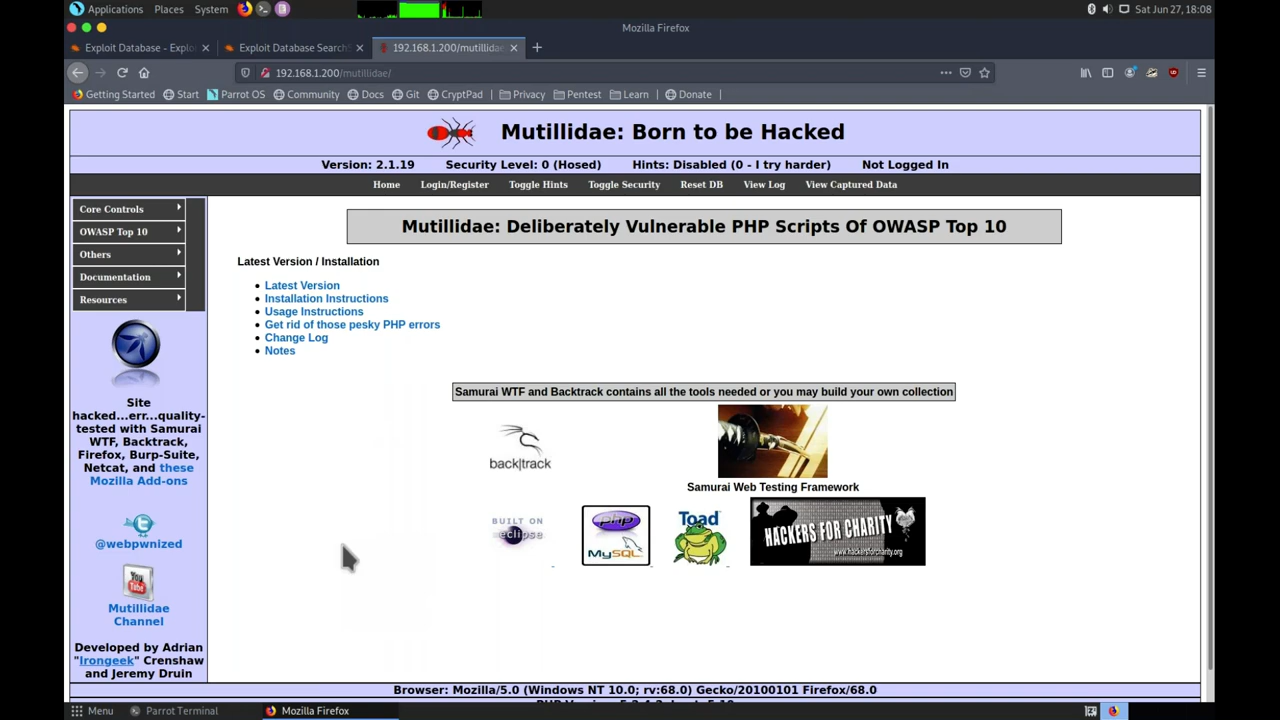 Applications Places System
Sat Jun 27, 18:08
Mozilla Firefox
Exploit Database - Explo
Exploit Database Search
192.168.1.200/mutillidae
192.168.1.200/mutillidae/
Getting Started Start Parrot OS Community Docs Git CryptPad Privacy Pentest Learn Donate
Mutillidae: Born to be Hacked
Version: 2.1.19 Security Level: 0 (Hosed) Hints: Disabled (0 - I try harder) Not Logged In
Home Login/Register Toggle Hints Toggle Security Reset DB View Log View Captured Data
Core Controls
OWASP Top 10
Others
Documentation
Resources
Site
hacked...err...quality-
tested with Samurai
WTF, Backtrack,
Firefox, Burp-Suite,
Netcat, and these
Mozilla Add-ons
@webpwnized
You
Tube
Mutillidae
Channel
Developed by Adrian
"Irongeek" Crenshaw
and Jeremy Druin
Mutillidae: Deliberately Vulnerable PHP Scripts Of OWASP Top 10
Latest Version / Installation
• Latest Version
• Installation Instructions
• Usage Instructions
• Get rid of those pesky PHP errors
• Change Log
• Notes
Samurai WTF and Backtrack contains all the tools needed or you may build your own collection
back|track
Samurai Web Testing Framework
BUILT ON
eclipse
php
MySQL
Toad
HACKERS FOR CHARITY
www.hackersforcharity.org
Browser: Mozilla/5.0 (Windows NT 10.0; rv:68.0) Gecko/20100101 Firefox/68.0
Menu Parrot Terminal Mozilla Firefox